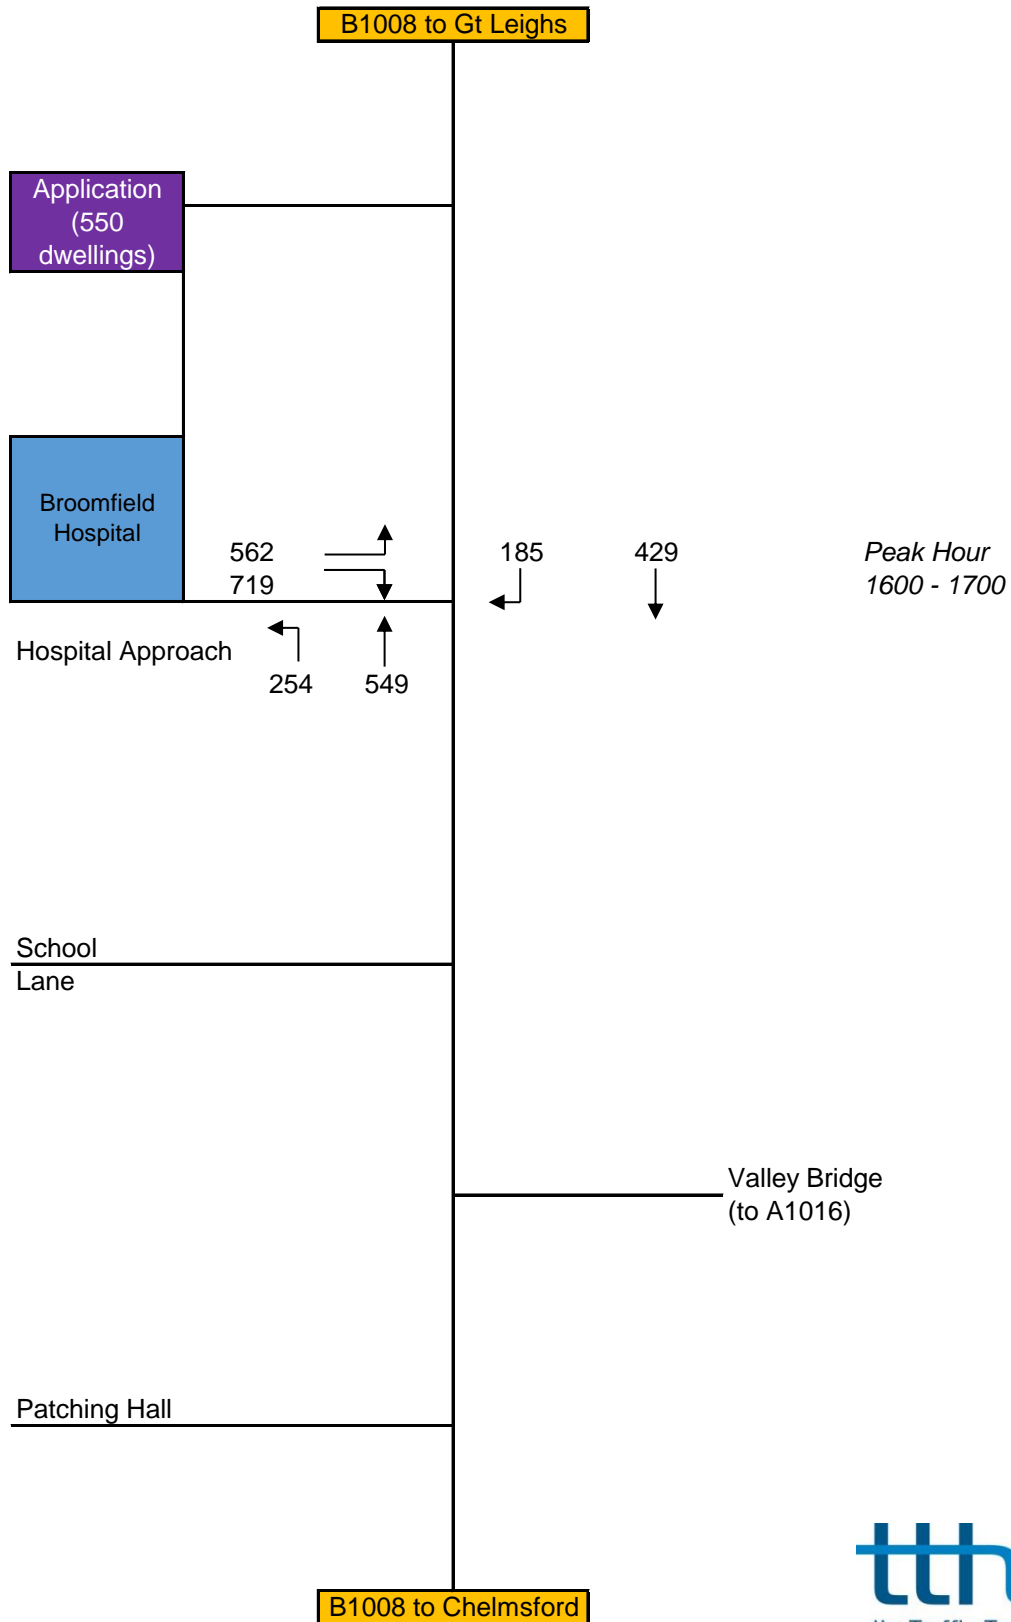 B1008 to Gt Leighs
Application
(550
dwellings)
Broomfield
Hospital
562
719
185
429
Peak Hour
1600 - 1700
Hospital Approach
254
549
School
Lane
Valley Bridge
(to A1016)
Patching Hall
tth
B1008 to Chelmsford